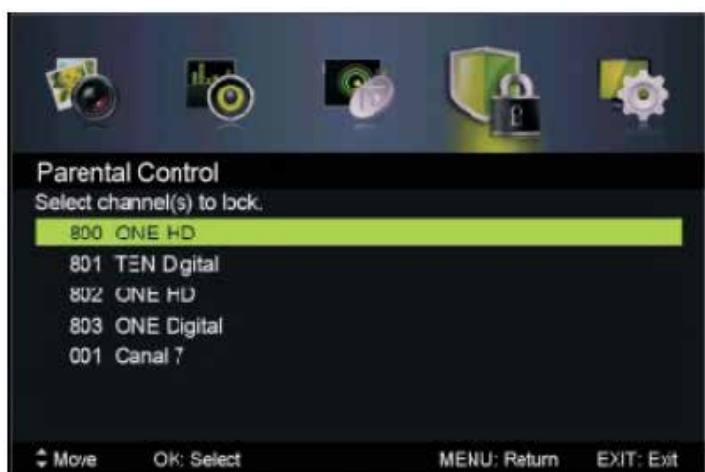 Parental Control
Select channel(s) to lock.
800 ONE HD
801 TEN Digital
802 ONE HD
803 ONE Digital
001 Canal 7
Move OK: Select MENU: Return EXIT: Exit